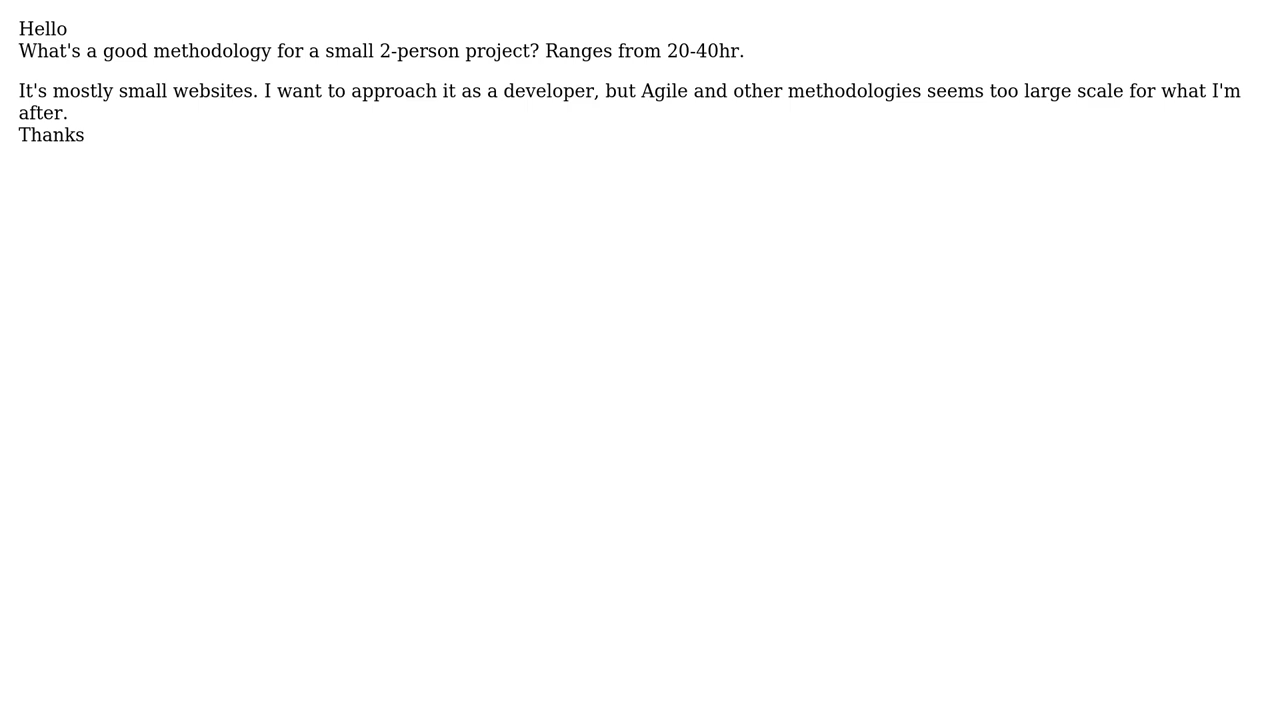 Hello
What's a good methodology for a small 2-person project? Ranges from 20-40hr.
It's mostly small websites. I want to approach it as a developer, but Agile and other methodologies seems too large scale for what I'm
after.
Thanks